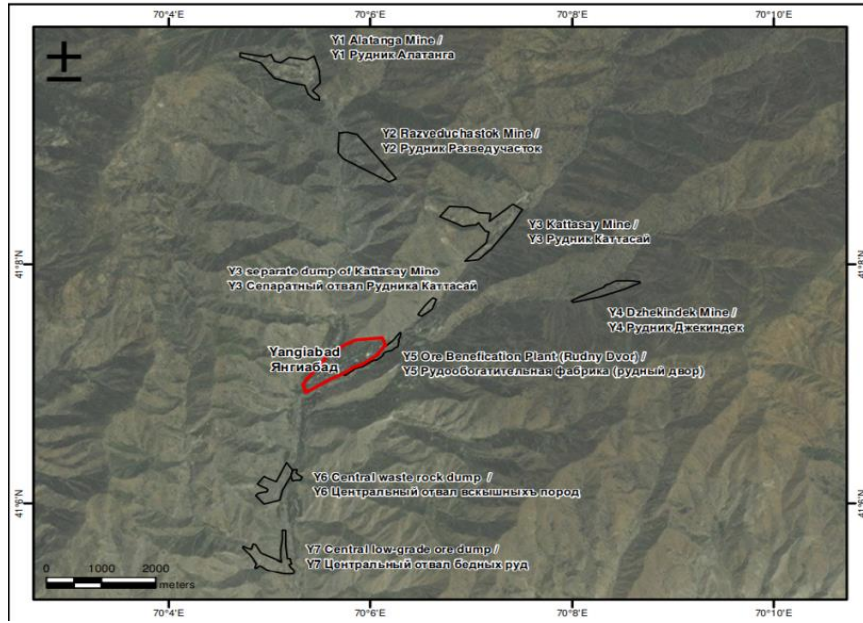 70°4'E 70°6'E 70°8'E 70°10'E
Y1 Alatanga Mine /
Y1 Рудник Алатанга
Y2 Razveduchastok Mine /
Y2 Рудник Разведучасток
Y3 Kattasay Mine /
Y3 Рудник Каттасай
41°8'N 41°8'N
Y3 separate dump of Kattasay Mine
Y3 Сепаратный отвал Рудника Каттасай
Y4 Dzhekindek Mine /
Y4 Рудник Джекиндек
Yangiabad
Янгиабад
Y5 Ore Benefication Plant (Rudny Dvor) /
Y5 Рудообогатительная фабрика (рудный двор)
Y6 Central waste rock dump /
Y6 Центральный отвал вскышныхъ пород
41°6'N 41°6'N
Y7 Central low-grade ore dump /
Y7 Центральный отвал бедных руд
0 1000 2000
meters
70°4'E 70°6'E 70°8'E 70°10'E